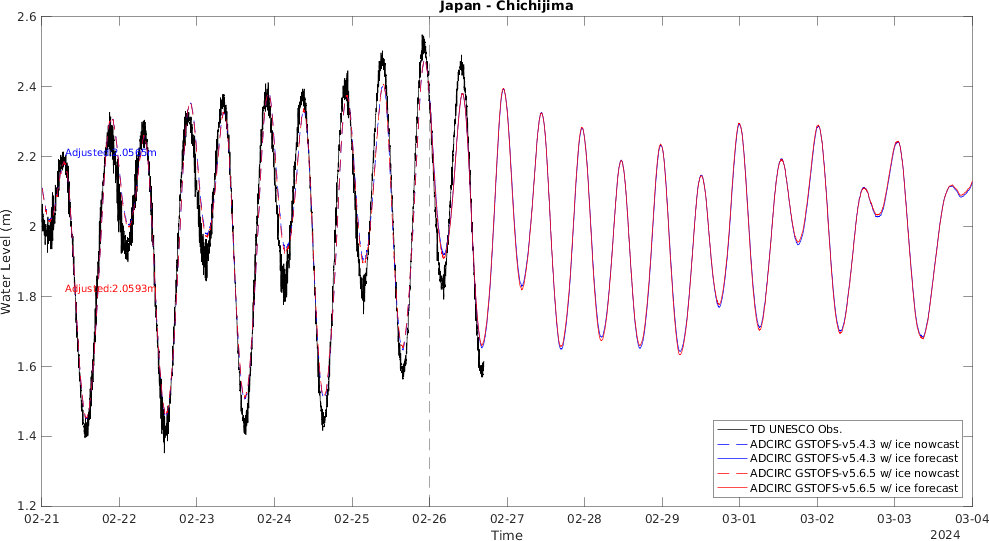 Japan - Chichijima
Water Level (m)
2.6
2.4
2.2
2
1.8
1.6
1.4
1.2
Adjusted:2.0565m
Adjusted:2.0593m
TD UNESCO Obs.
ADCIRC GSTOFS-v5.4.3 w/ ice nowcast
ADCIRC GSTOFS-v5.4.3 w/ ice forecast
ADCIRC GSTOFS-v5.6.5 w/ ice nowcast
ADCIRC GSTOFS-v5.6.5 w/ ice forecast
02-21 02-22 02-23 02-24 02-25 02-26 02-27 02-28 02-29 03-01 03-02 03-03 03-04
Time
2024